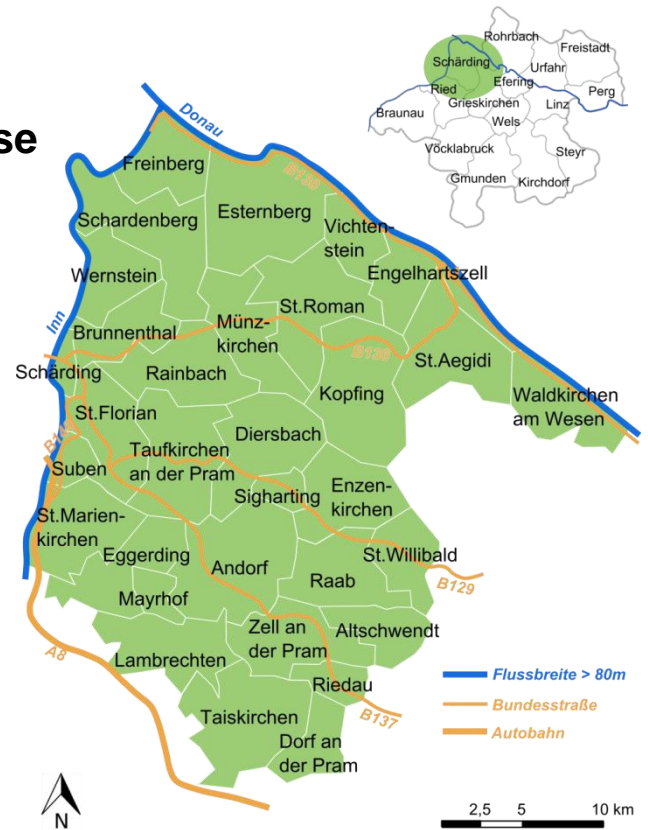 se
Rohrbach
Freistadt
Schärding
Urfahr
Efering
Ried
Perg
Grieskirchen
Linz
Braunau
Wels
Vöcklabruck
Steyr
Gmunden
Kirchdorf
Donau
B130
Freinberg
Esternberg
Schardenberg
Vichten-
stein
Engelhartszell
Wernstein
St.Roman
Inn
Münz-
kirchen
Brunnenthal
B136
St.Aegidi
Schärding
Rainbach
Kopfing
Waldkirchen
am Wesen
St.Florian
Diersbach
Taufkirchen
an der Pram
Suben
Sigharting
Enzen-
kirchen
St.Marien-
kirchen
Eggerding
St.Willibald
Andorf
Raab
B129
Mayrhof
Zell an
der Pram
Altschwendt
A8
Lambrechten
Riedau
B137
Taiskirchen
Dorf an
der Pram
Flussbreite > 80m
Bundesstraße
Autobahn
N
2,5 5 10 km